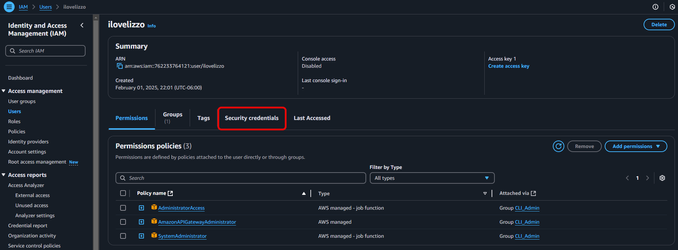 IAM > Users > ilovelizzo
Identity and Access
Management (IAM)
Search IAM
Dashboard
Access management
User groups
Users
Roles
Policies
Identity providers
Account settings
Root access management New
Access reports
Access Analyzer
External access
Unused access
Analyzer settings
Credential report
Organization activity
Service control policies
ilovelizzo Info
Delete
Summary
ARN
arn:aws:iam::762233764121:user/ilovelizzo
Console access
Disabled
Access key 1
Create access key
Created
February 01, 2025, 22:01 (UTC-06:00)
Last console sign-in
-
Permissions
Groups
(1)
Tags
Security credentials
Last Accessed
Permissions policies (3)
Remove
Add permissions
Permissions are defined by policies attached to the user directly or through groups.
Filter by Type
Search
All types
1
Policy name
Type
Attached via
AdministratorAccess
AWS managed - job function
Group CLI_Admin
AmazonAPIGatewayAdministrator
AWS managed
Group CLI_Admin
SystemAdministrator
AWS managed - job function
Group CLI_Admin